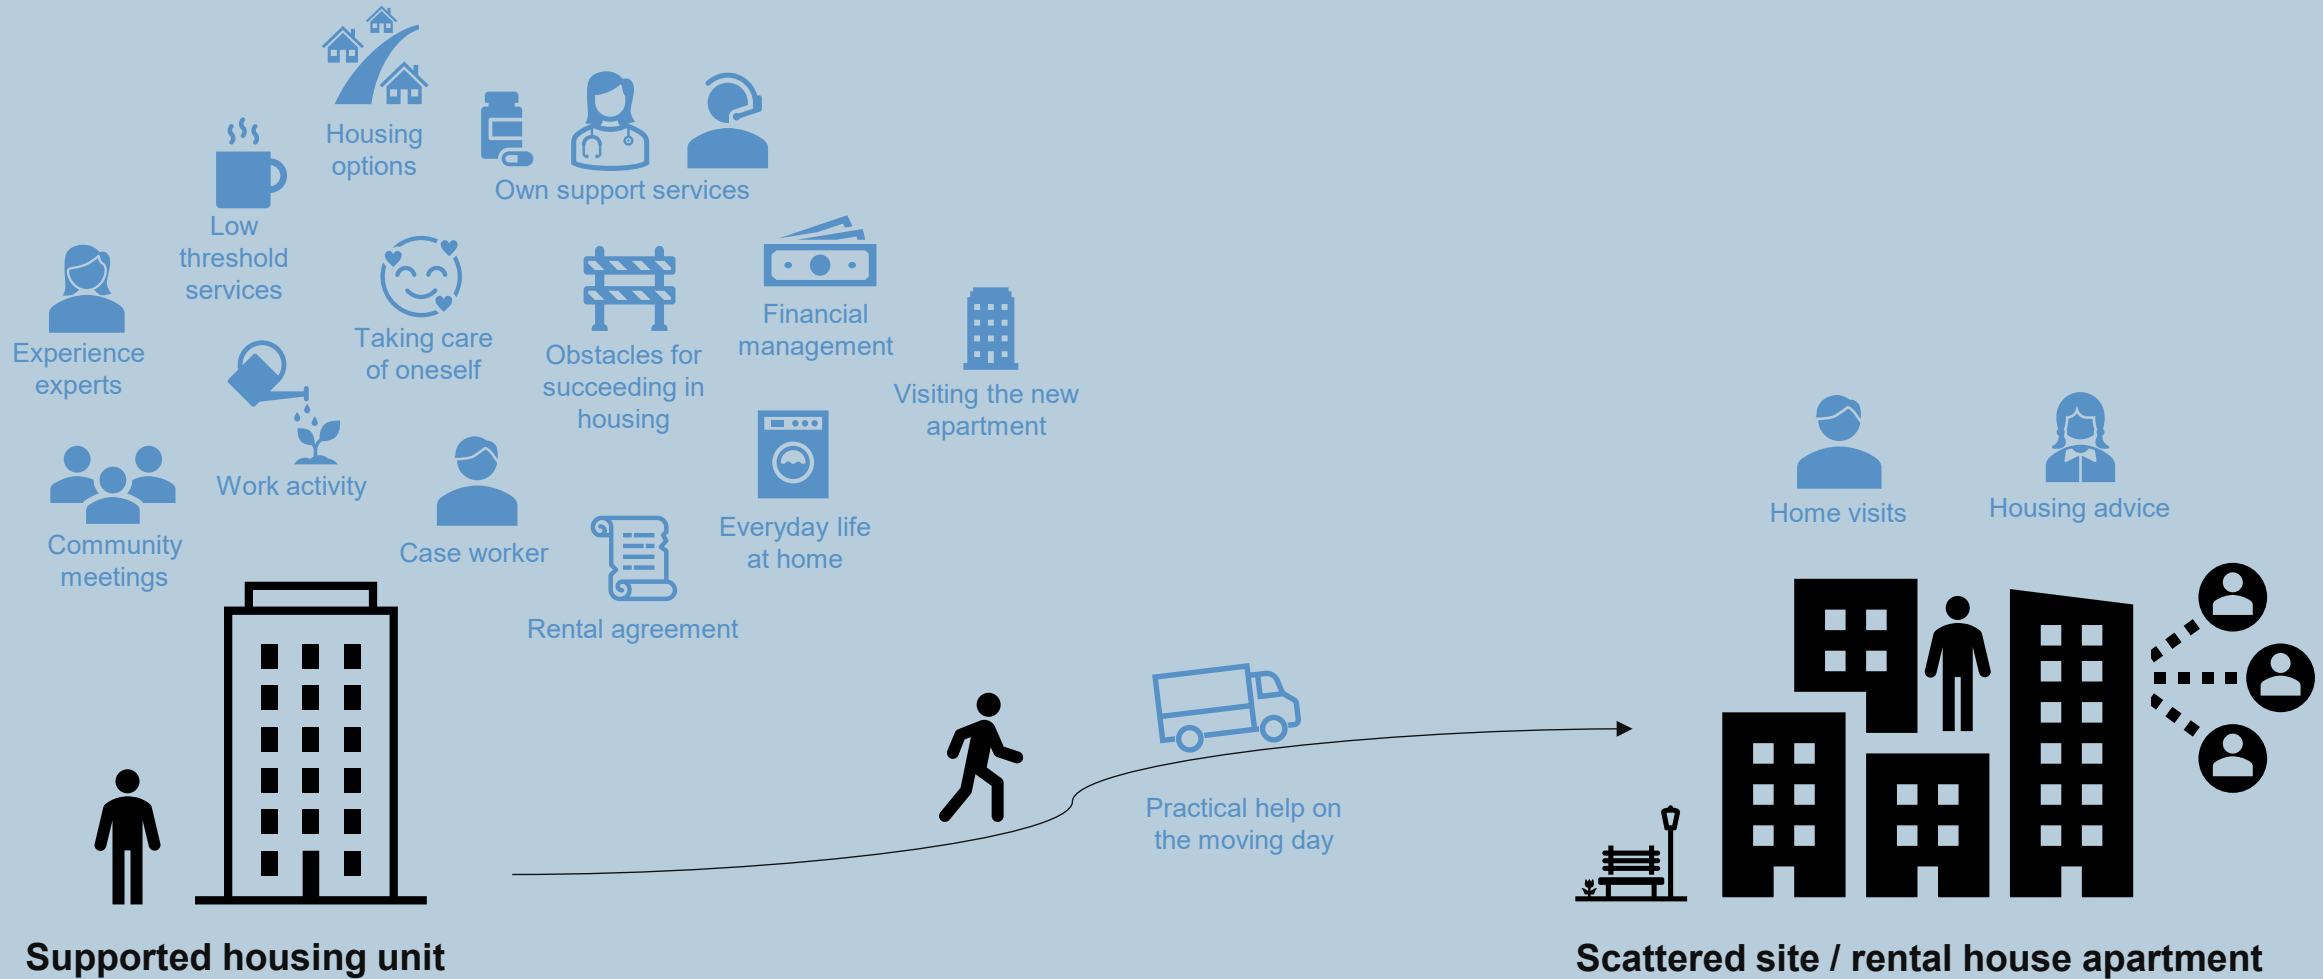 Housing
options
Own support services
Low
threshold
services
Experience
experts
Taking care
of oneself
Obstacles for
succeeding in
housing
Financial
management
Visiting the new
apartment
Work activity
Community
meetings
Case worker
Everyday life
at home
Rental agreement
Home visits
Housing advice
Practical help on
the moving day
Supported housing unit
Scattered site / rental house apartment